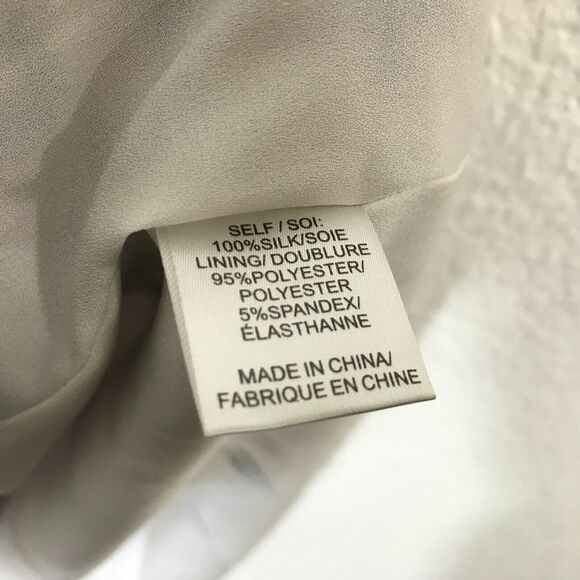 SELF / SOI:
100%SILK/SOIE
LINING/ DOUBLURE
95%POLYESTER/
POLYESTER
5%SPANDEX/
ÉLASTHANNE
MADE IN CHINA/
FABRIQUE EN CHINE